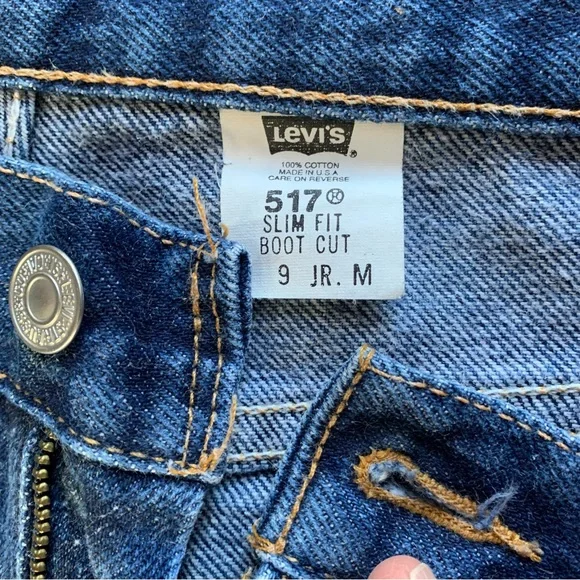 LEVI'S ®
100% COTTON
MADE IN U.S.A
CARE ON REVERSE
517
SLIM FIT
BOOT CUT
9 JR. M